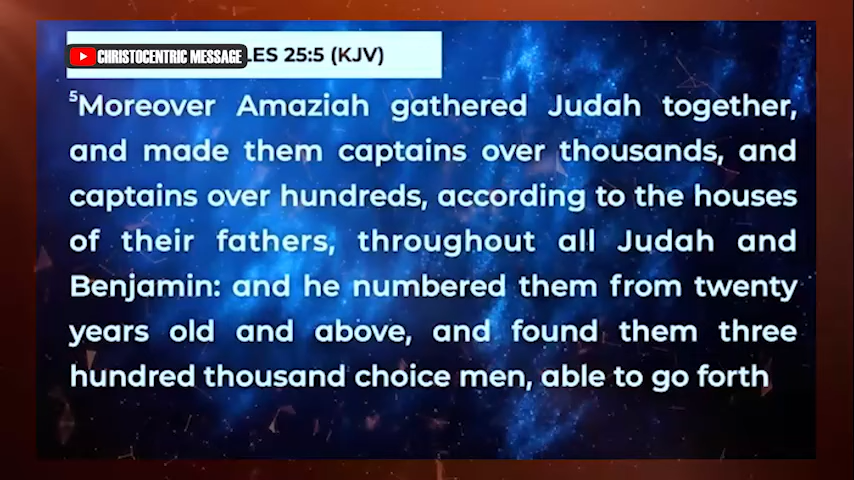 CHRISTOCENTRIC MESSAGE
LES 25:5 (KJV)
5Moreover Amaziah gathered Judah together,
and made them captains over thousands, and
captains over hundreds, according to the houses
of their fathers, throughout all Judah and
Benjamin: and he numbered them from twenty
years old and above, and found them three
hundred thousand choice men, able to go forth